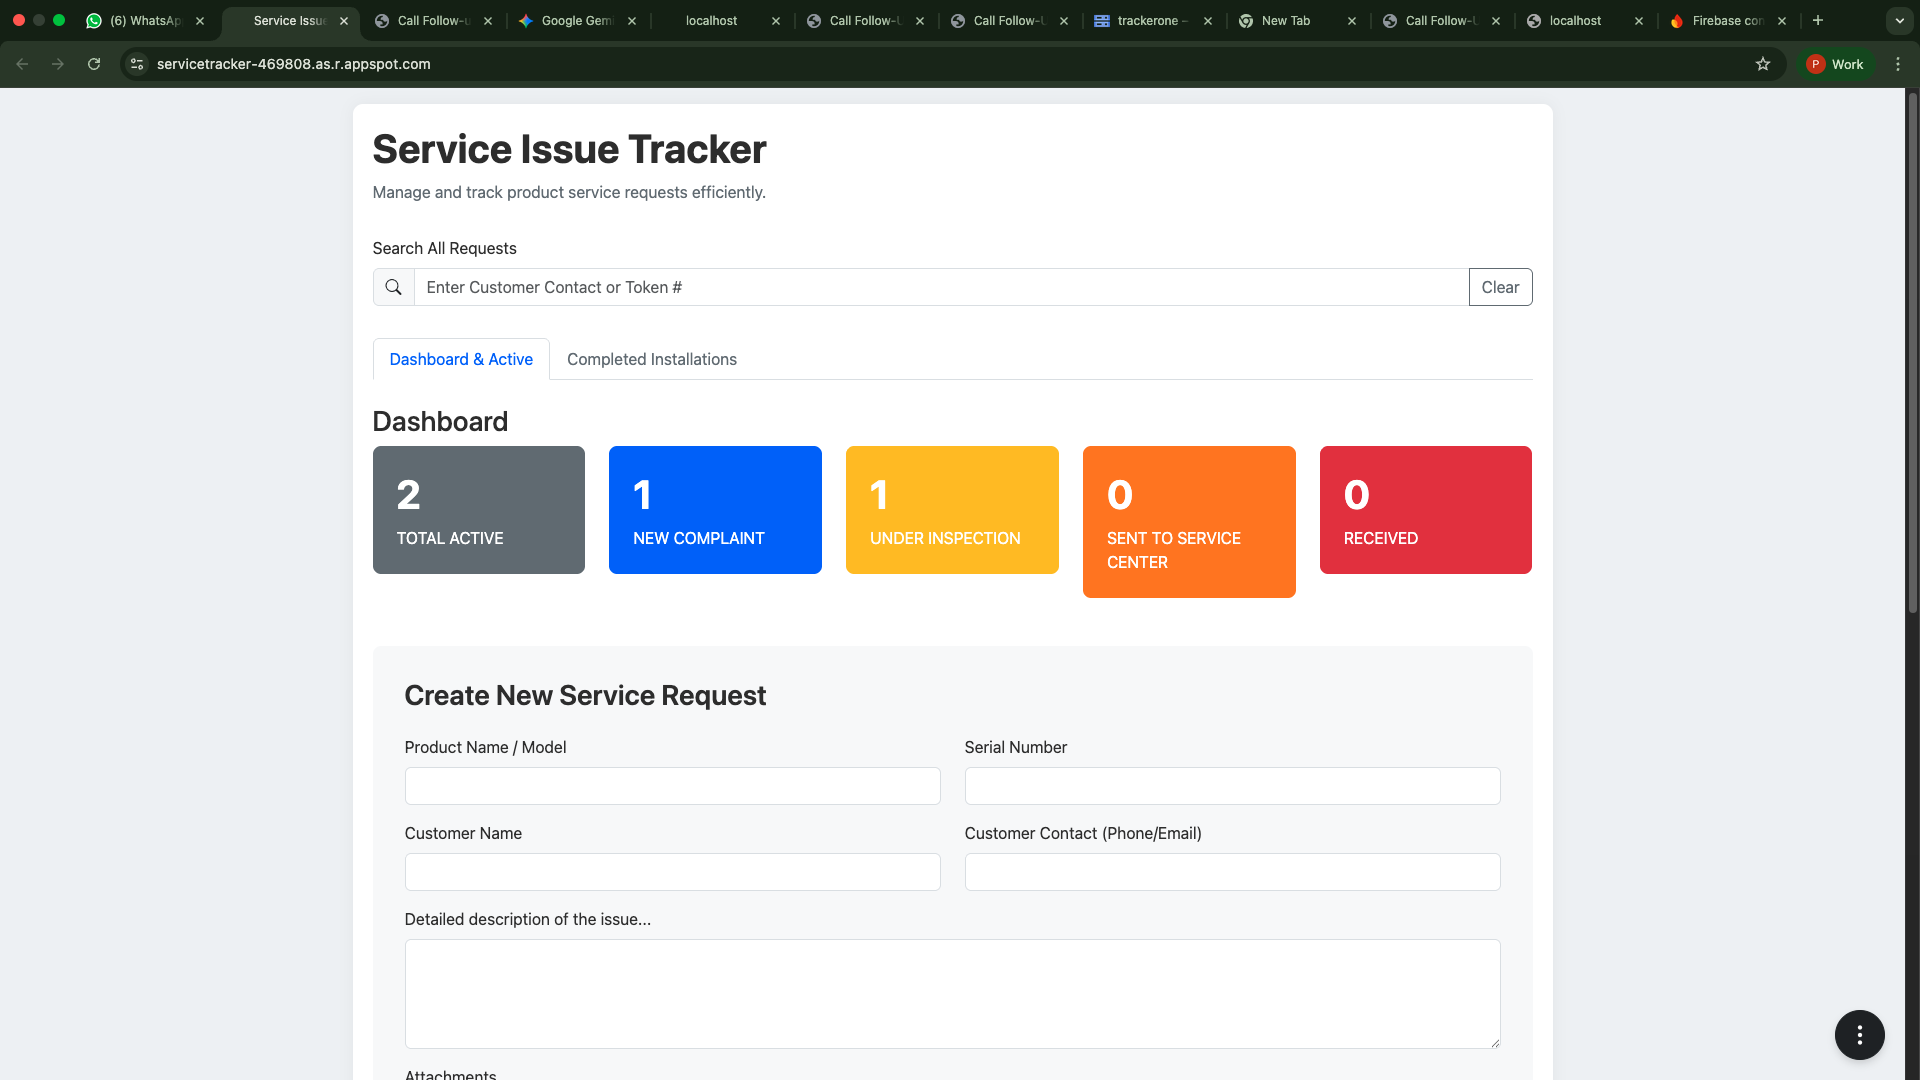 (6) WhatsAp
Service Issue
Call Follow-u
Google Gemi
localhost
Call Follow-U
Call Follow-U
trackerone –
New Tab
Call Follow-U
localhost
Firebase con
servicetracker-469808.as.r.appspot.com
P Work
Service Issue Tracker
Manage and track product service requests efficiently.
Search All Requests
Enter Customer Contact or Token #
Clear
Dashboard & Active
Completed Installations
Dashboard
2
TOTAL ACTIVE
1
NEW COMPLAINT
1
UNDER INSPECTION
0
SENT TO SERVICE
CENTER
0
RECEIVED
Create New Service Request
Product Name / Model
Serial Number
Customer Name
Customer Contact (Phone/Email)
Detailed description of the issue...
Attachments